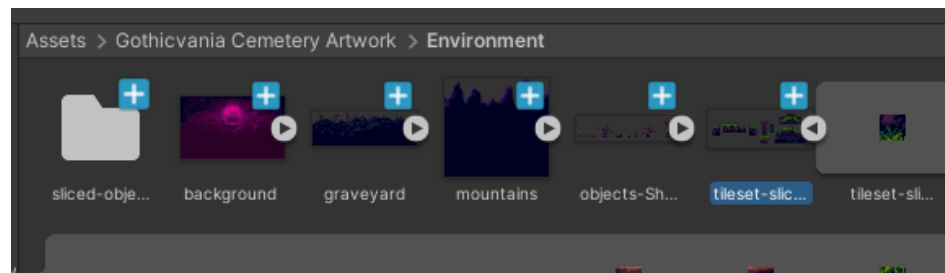 Assets > Gothicvania Cemetery Artwork > Environment
sliced-obje... background graveyard mountains objects-Sh... tileset-slic... tileset-sli...